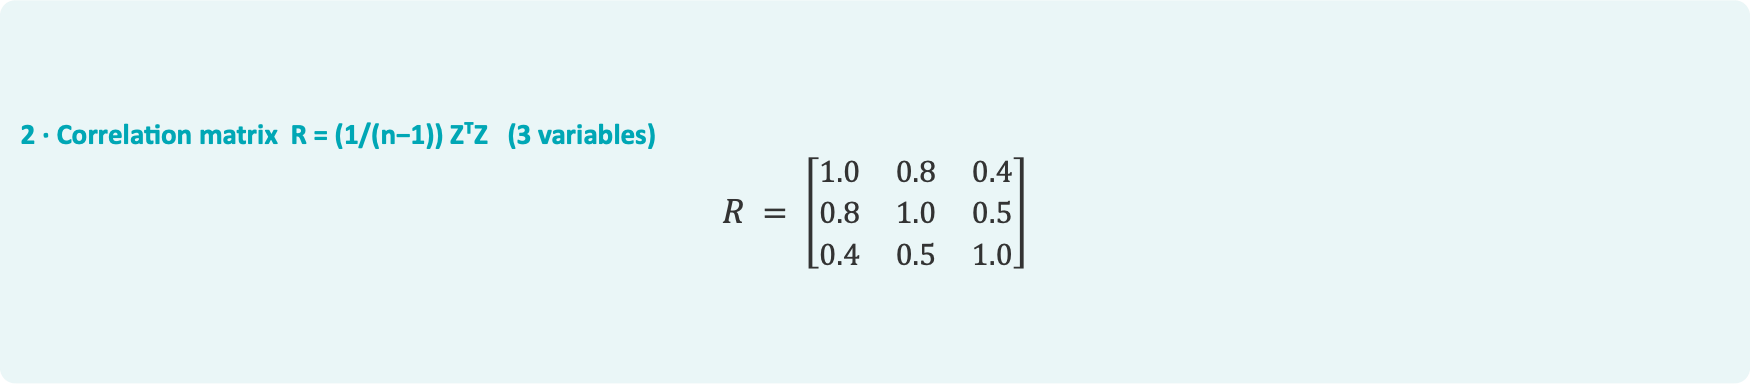 2 · Correlation matrix R = (1/(n−1)) ZᵀZ (3 variables)
1.0 0.8 0.4
R = 0.8 1.0 0.5
0.4 0.5 1.0